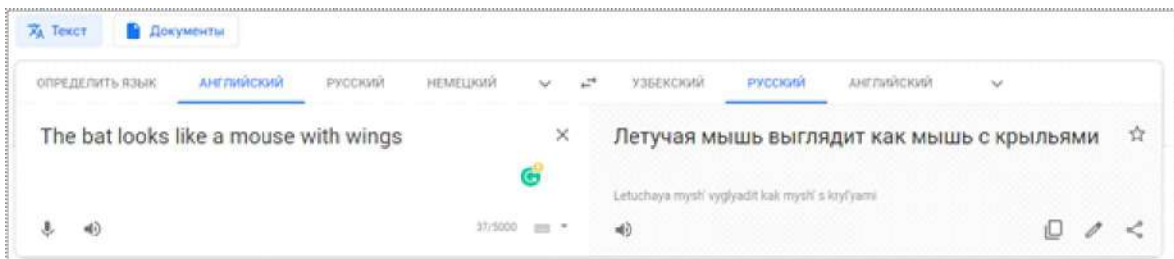 Текст Документы
ОПРЕДЕЛИТЬ ЯЗЫК АНГЛИЙСКИЙ РУССКИЙ НЕМЕЦКИЙ УЗБЕКСКИЙ РУССКИЙ АНГЛИЙСКИЙ
The bat looks like a mouse with wings
Летучая мышь выглядит как мышь с крыльями
Letuchaya mysh' vyglyadit kak mysh' s kryl'yami
37/5000